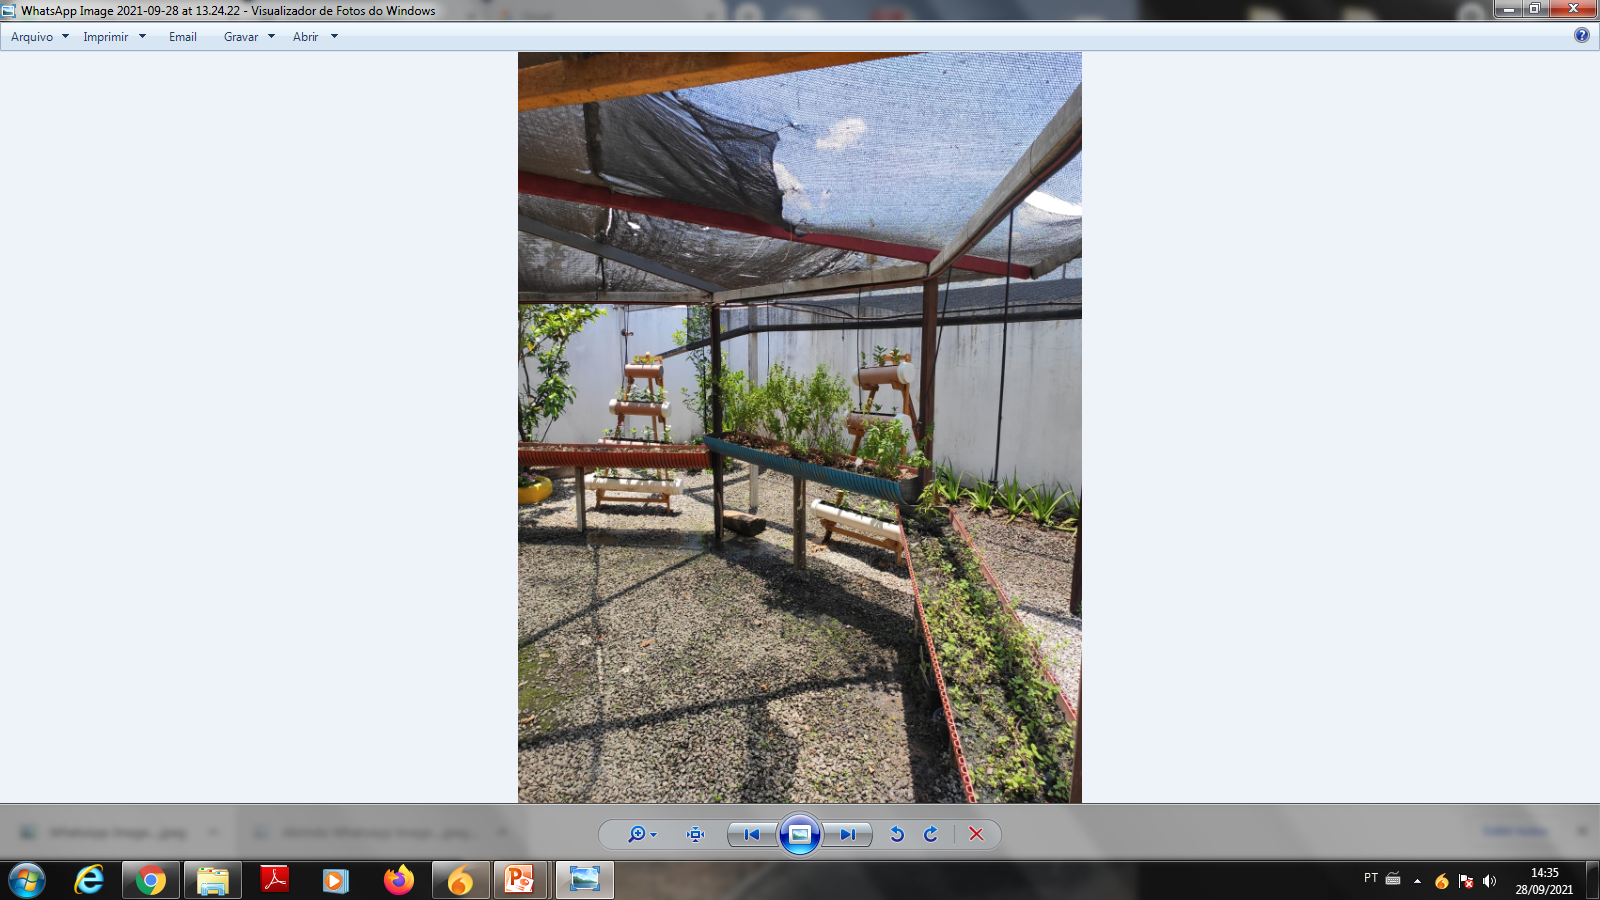 WhatsApp Image 2021-09-28 at 13.24.22 - Visualizador de Fotos do Windows
Arquivo Imprimir Email Gravar Abrir
PT
14:35
28/09/2021